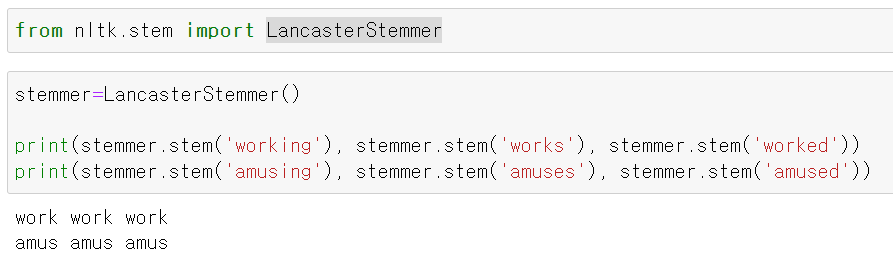 from nltk.stem import LancasterStemmer
stemmer=LancasterStemmer()
print(stemmer.stem('working'), stemmer.stem('works'), stemmer.stem('worked'))
print(stemmer.stem('amusing'), stemmer.stem('amuses'), stemmer.stem('amused'))
work work work
amus amus amus